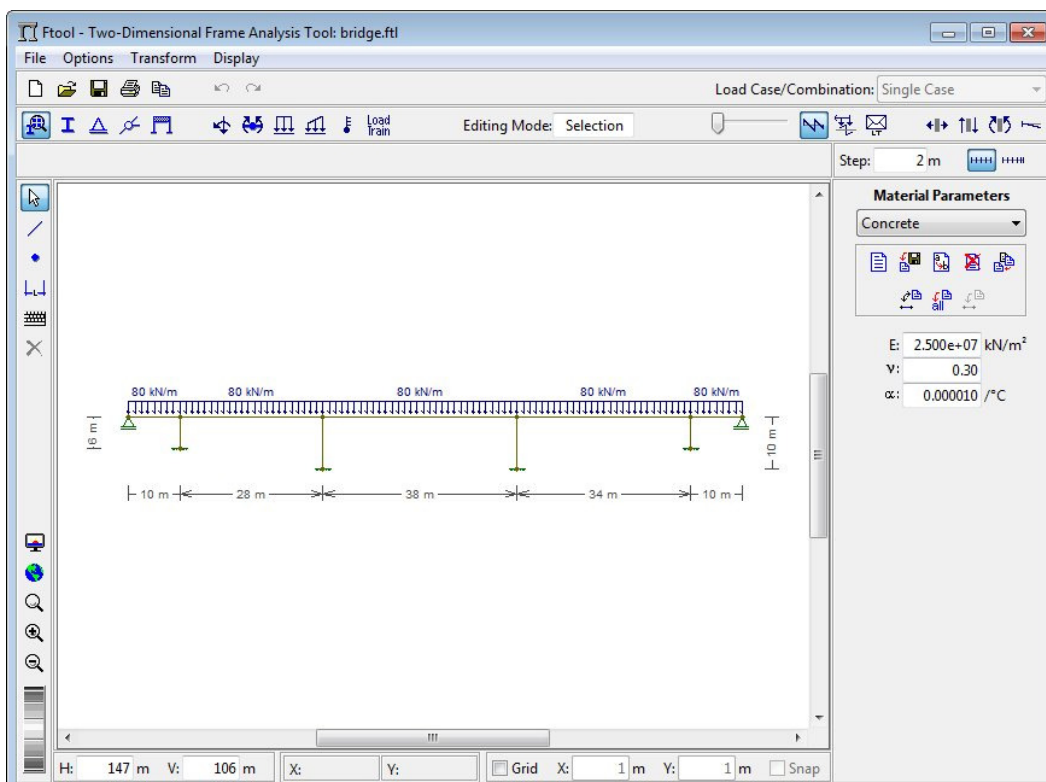 Ftool - Two-Dimensional Frame Analysis Tool: bridge.ftl
File Options Transform Display
Load Case/Combination: Single Case
Load Train
Editing Mode: Selection
LT
Step: 2 m
Material Parameters
Concrete
all
E: 2.500e+07 kN/m²
ν: 0.30
α: 0.000010 /°C
80 kN/m 80 kN/m 80 kN/m 80 kN/m 80 kN/m
6 m
10 m
10 m 28 m 38 m 34 m 10 m
H: 147 m V: 106 m X: Y: Grid X: 1 m Y: 1 m Snap